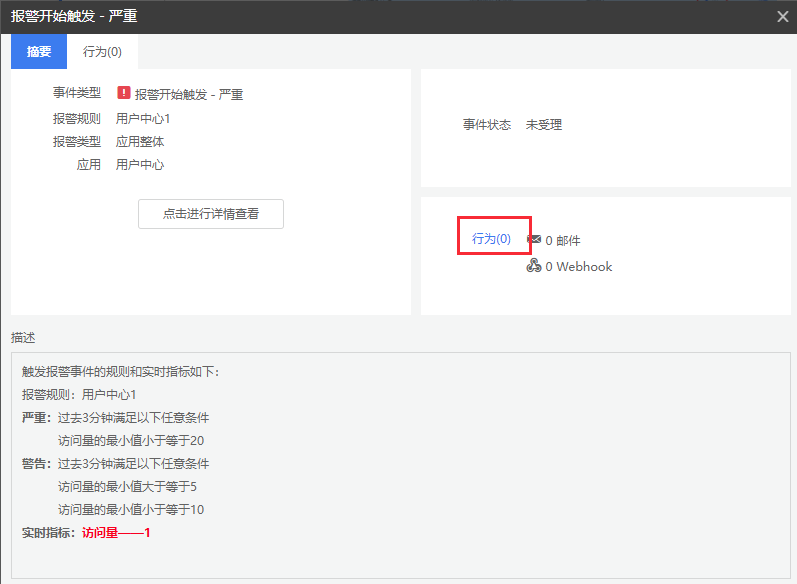 报警开始触发 - 严重
摘要 行为(0)
事件类型 报警开始触发 - 严重
报警规则 用户中心1
报警类型 应用整体
应用 用户中心
点击进行详情查看
事件状态 未受理
行为(0) 0 邮件
0 Webhook
描述
触发报警事件的规则和实时指标如下:
报警规则: 用户中心1
严重: 过去3分钟满足以下任意条件
访问量的最小值小于等于20
警告: 过去3分钟满足以下任意条件
访问量的最小值大于等于5
访问量的最小值小于等于10
实时指标: 访问量——1